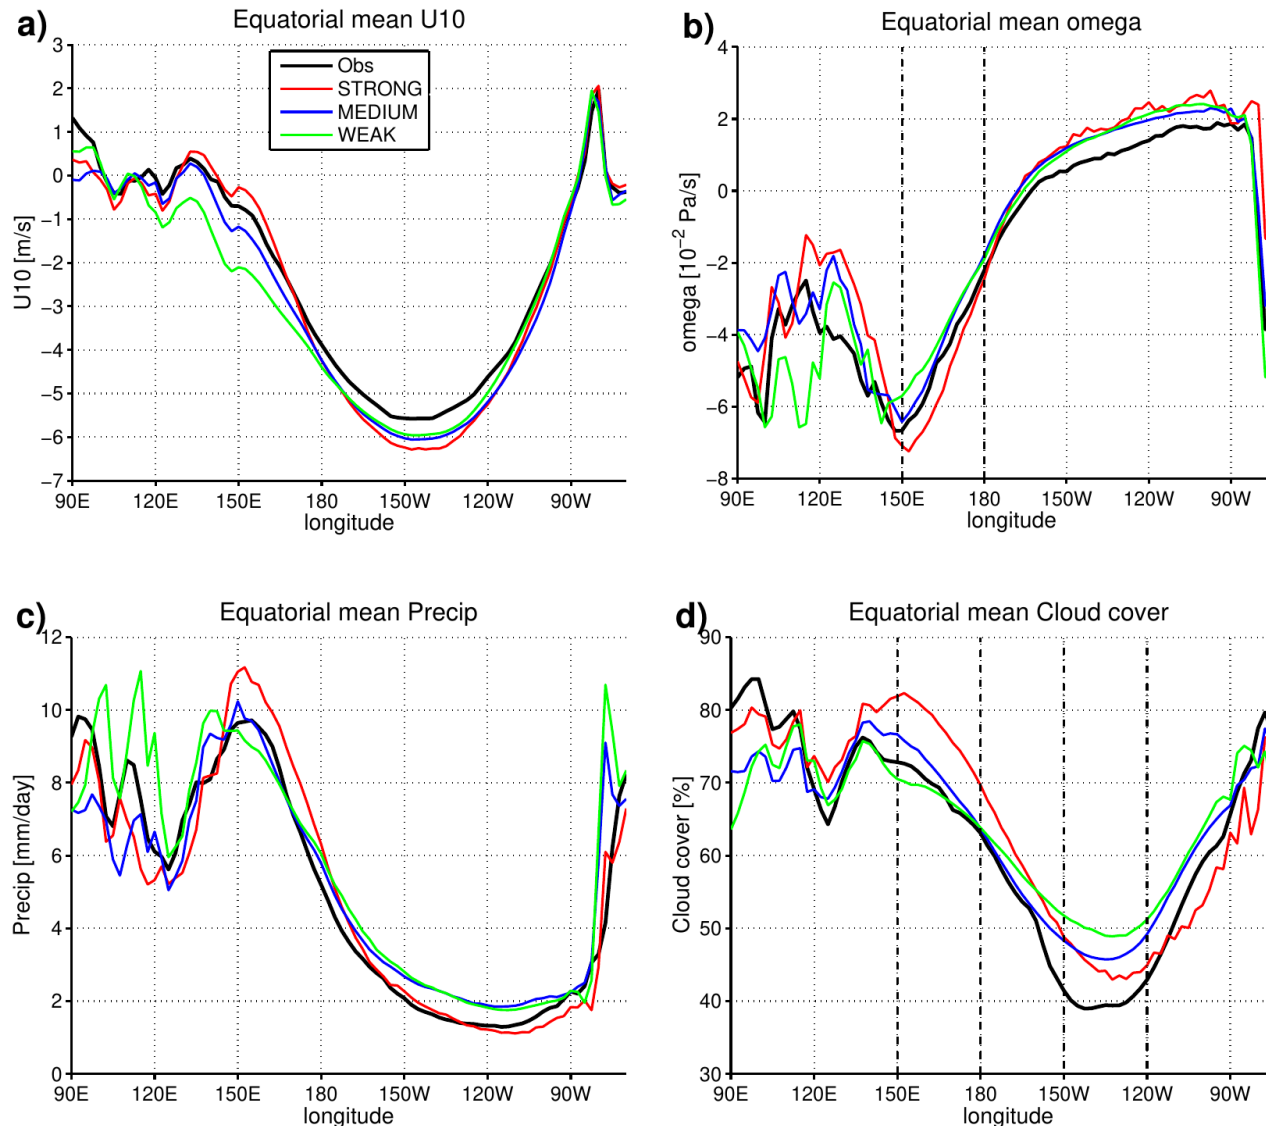 a)
Equatorial mean U10
3
2
1
0
−1
−2
−3
−4
−5
−6
−7
U10 [m/s]
Obs
STRONG
MEDIUM
WEAK
90E 120E 150E 180 150W 120W 90W
longitude
b)
Equatorial mean omega
4
2
0
−2
−4
−6
−8
omega [10⁻² Pa/s]
90E 120E 150E 180 150W 120W 90W
longitude
c)
Equatorial mean Precip
12
10
8
6
4
2
0
Precip [mm/day]
90E 120E 150E 180 150W 120W 90W
longitude
d)
Equatorial mean Cloud cover
90
80
70
60
50
40
30
Cloud cover [%]
90E 120E 150E 180 150W 120W 90W
longitude